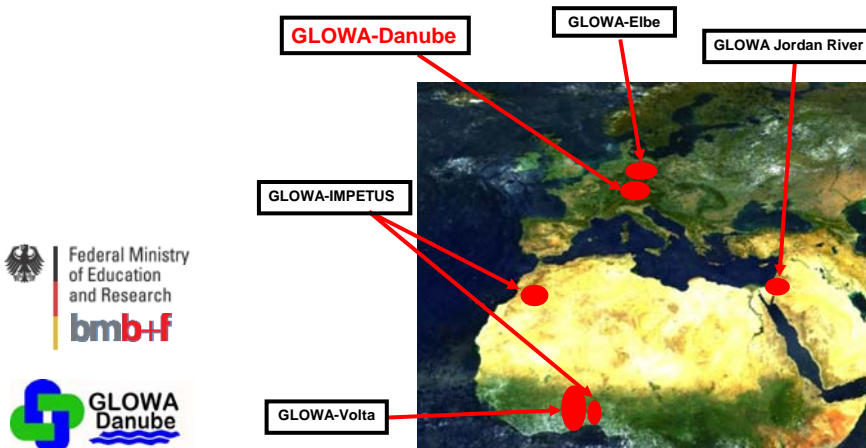 GLOWA-Elbe
GLOWA-Danube
GLOWA Jordan River
GLOWA-IMPETUS
Federal Ministry
of Education
and Research
bmb+f
GLOWA
Danube
GLOWA-Volta